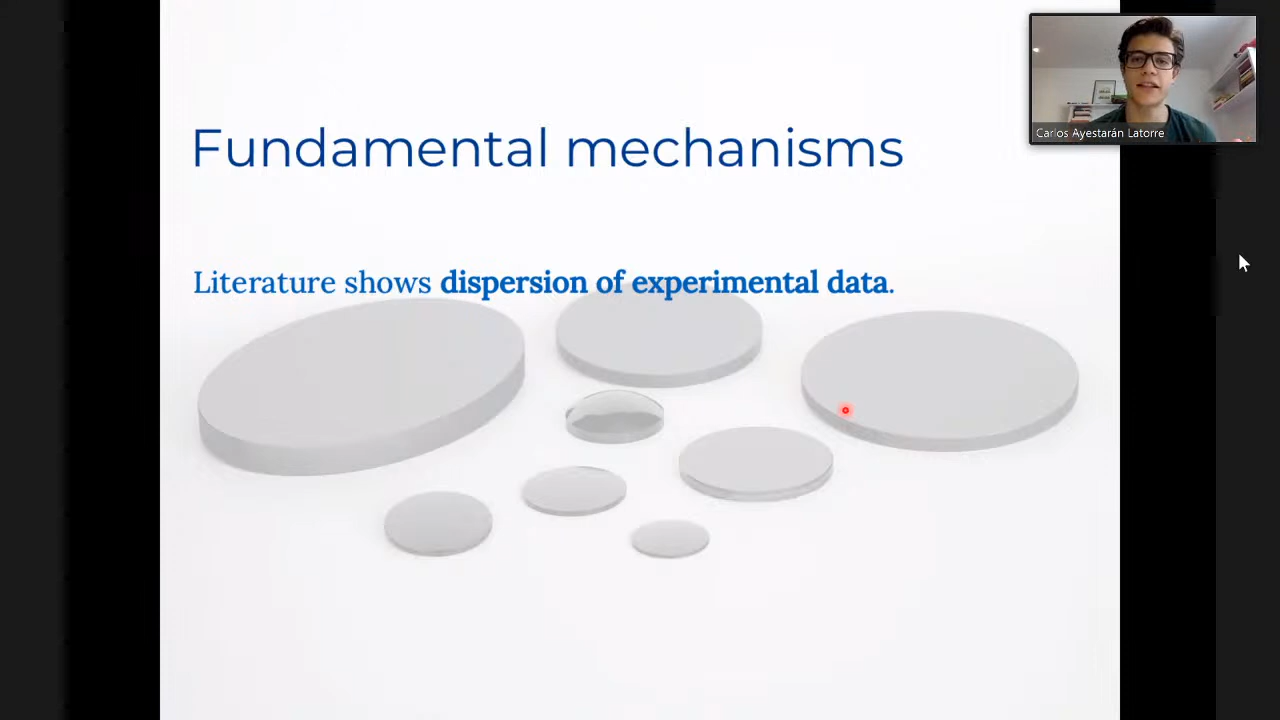 Fundamental mechanisms
Literature shows dispersion of experimental data.
Carlos Ayestarán Latorre